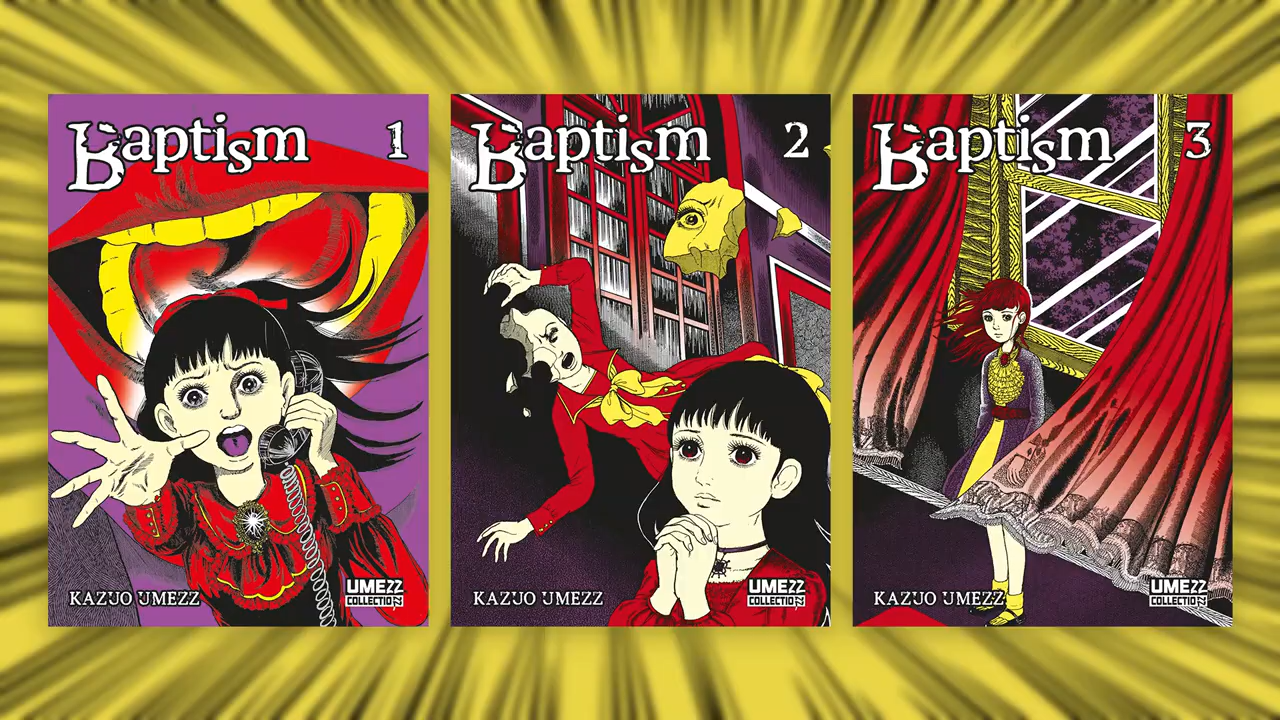 Baptism 1
KAZUO UMEZZ
UMEZZ
COLLECTION
Baptism 2
KAZUO UMEZZ
UMEZZ
COLLECTION
Baptism 3
KAZUO UMEZZ
UMEZZ
COLLECTION